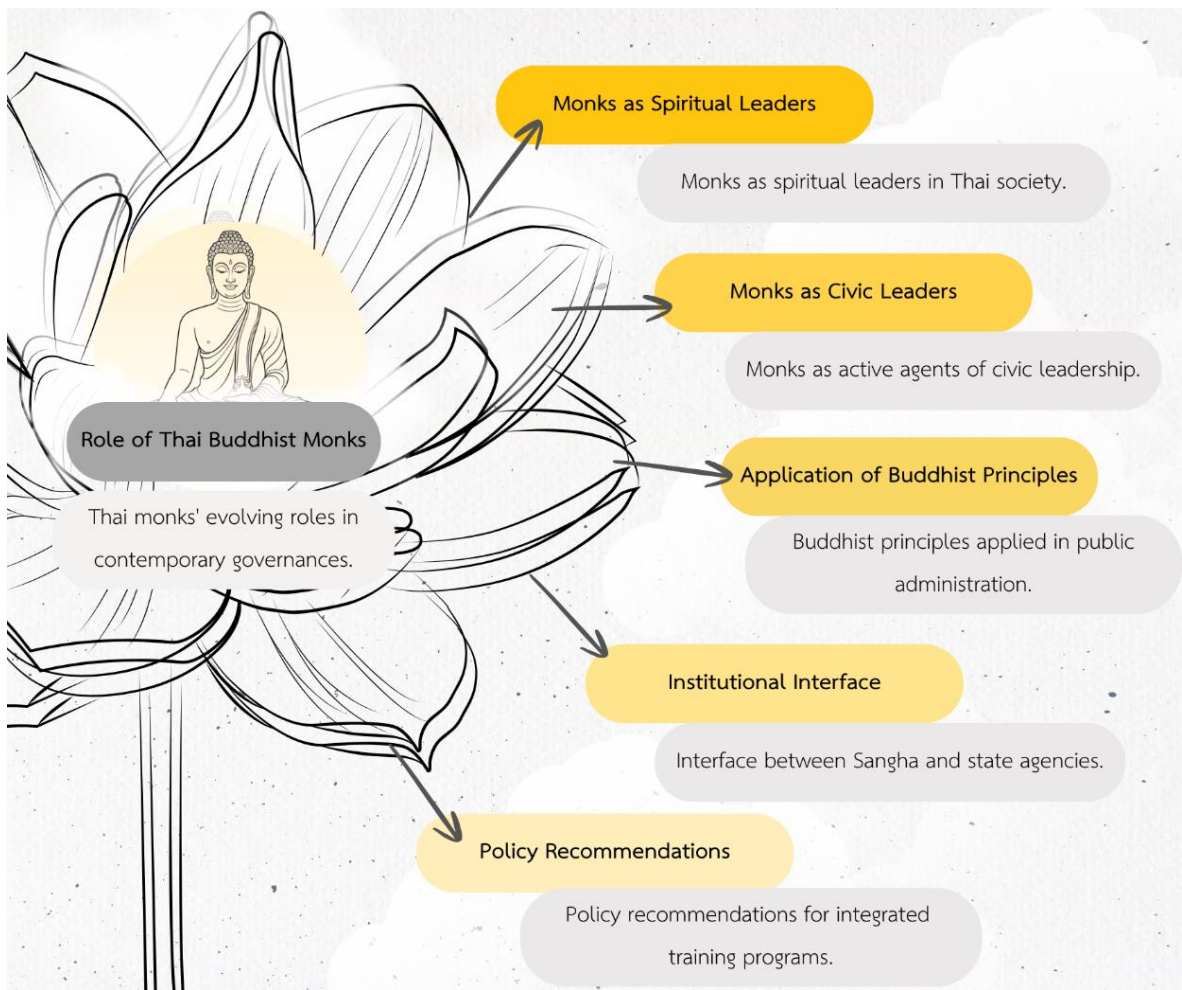 Monks as Spiritual Leaders
Monks as spiritual leaders in Thai society.
Monks as Civic Leaders
Monks as active agents of civic leadership.
Role of Thai Buddhist Monks
Thai monks' evolving roles in
contemporary governances.
Application of Buddhist Principles
Buddhist principles applied in public
administration.
Institutional Interface
Interface between Sangha and state agencies.
Policy Recommendations
Policy recommendations for integrated
training programs.